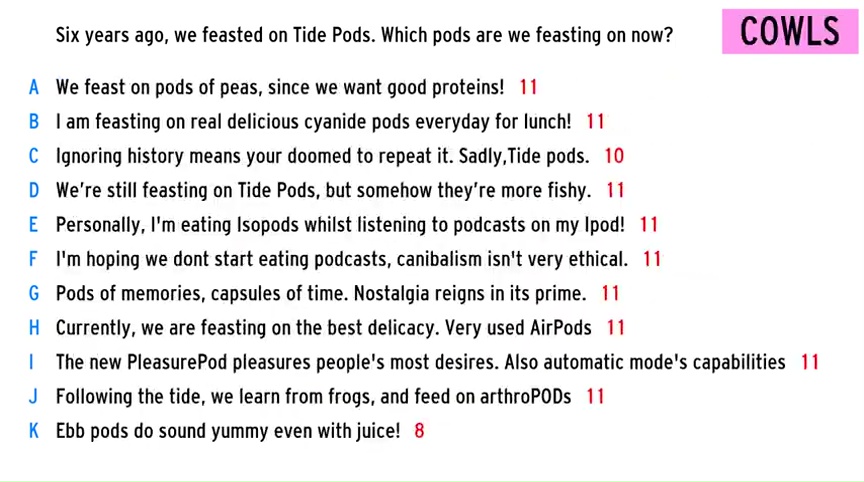 Six years ago, we feasted on Tide Pods. Which pods are we feasting on now?
COWLS
A We feast on pods of peas, since we want good proteins! 11
B I am feasting on real delicious cyanide pods everyday for lunch! 11
C Ignoring history means your doomed to repeat it. Sadly,Tide pods. 10
D We're still feasting on Tide Pods, but somehow they're more fishy. 11
E Personally, I'm eating Isopods whilst listening to podcasts on my Ipod! 11
F I'm hoping we dont start eating podcasts, canibalism isn't very ethical. 11
G Pods of memories, capsules of time. Nostalgia reigns in its prime. 11
H Currently, we are feasting on the best delicacy. Very used AirPods 11
I The new PleasurePod pleasures people's most desires. Also automatic mode's capabilities 11
J Following the tide, we learn from frogs, and feed on arthroPODs 11
K Ebb pods do sound yummy even with juice! 8